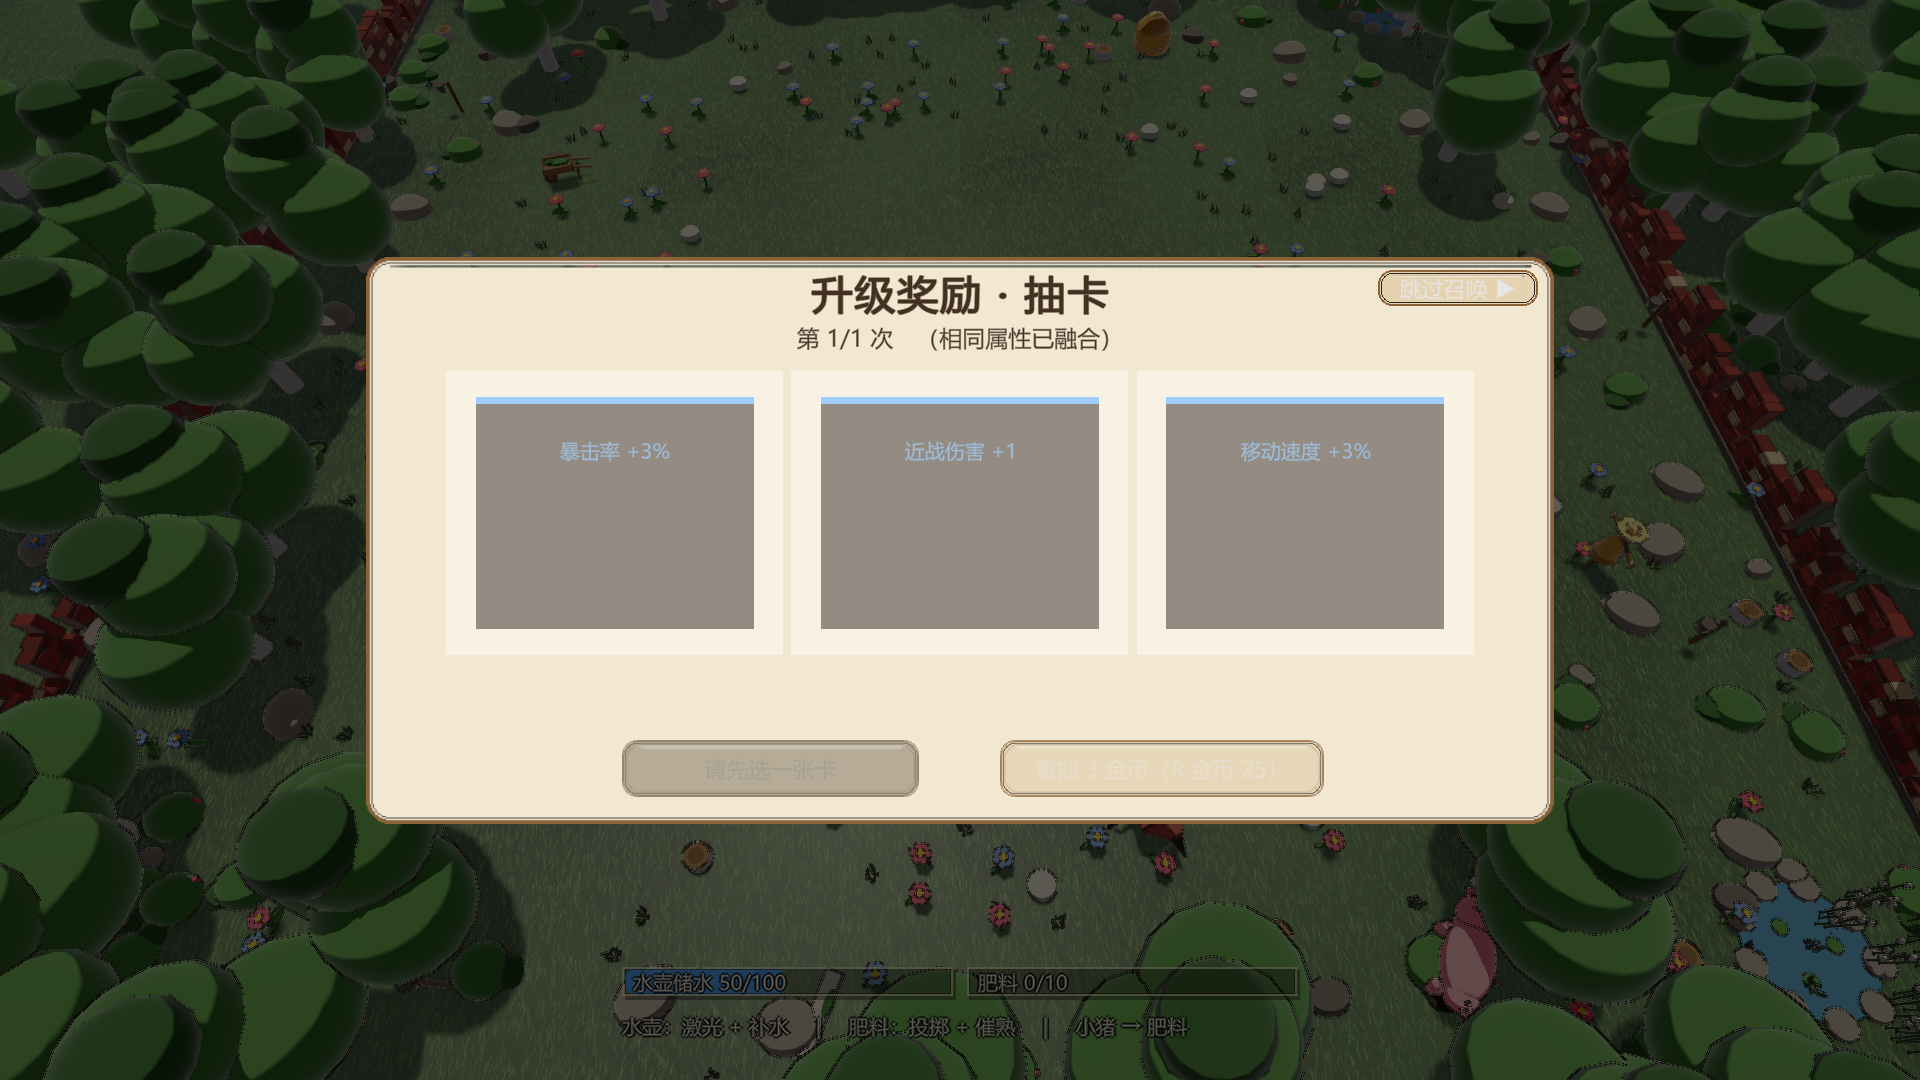 升级奖励 · 抽卡
跳过召唤 ▶
第 1/1 次 （相同属性已融合）
暴击率 +3%
近战伤害 +1
移动速度 +3%
请先选一张卡
重抽 3 金币（R·金币 25）
水壶储水 50/100
肥料 0/10
水壶：激光 + 补水 | 肥料：投掷 + 催熟 | 小猪 → 肥料